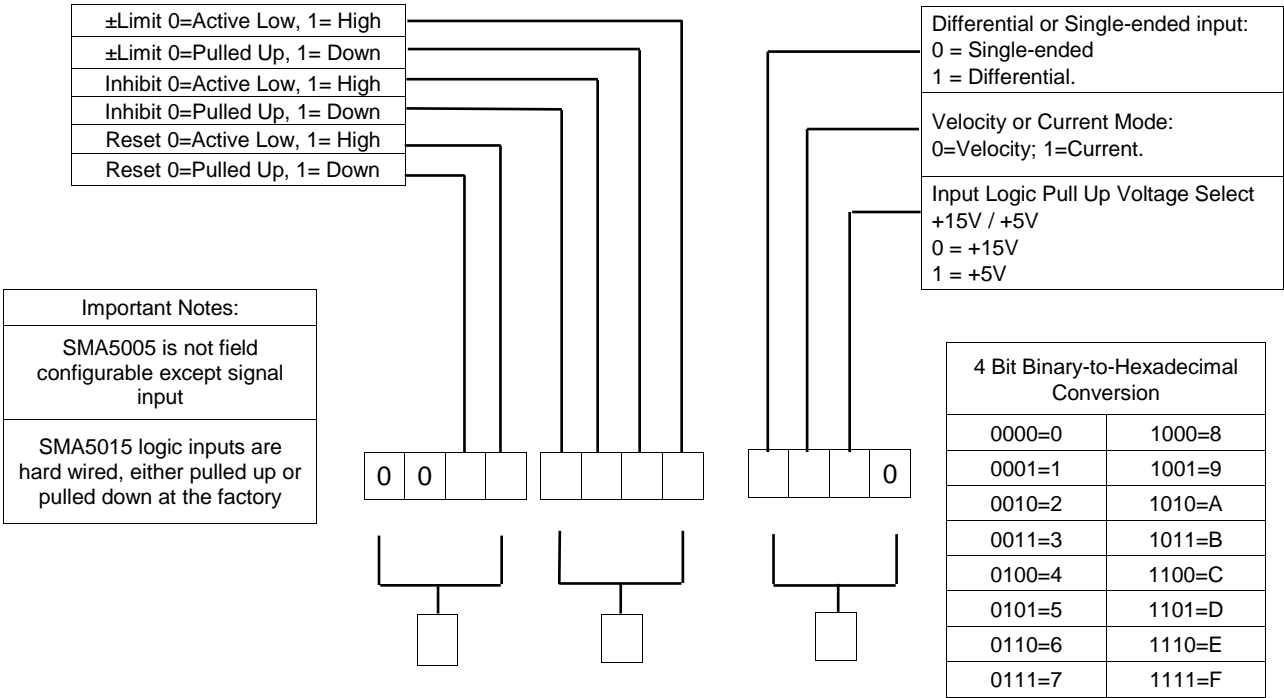 ±Limit 0=Active Low, 1= High
±Limit 0=Pulled Up, 1= Down
Inhibit 0=Active Low, 1= High
Inhibit 0=Pulled Up, 1= Down
Reset 0=Active Low, 1= High
Reset 0=Pulled Up, 1= Down
Differential or Single-ended input:
0 = Single-ended
1 = Differential.
Velocity or Current Mode:
0=Velocity; 1=Current.
Input Logic Pull Up Voltage Select
+15V / +5V
0 = +15V
1 = +5V
Important Notes:
SMA5005 is not field
configurable except signal
input
SMA5015 logic inputs are
hard wired, either pulled up or
pulled down at the factory
0 0
0
4 Bit Binary-to-Hexadecimal
Conversion
0000=0 1000=8
0001=1 1001=9
0010=2 1010=A
0011=3 1011=B
0100=4 1100=C
0101=5 1101=D
0110=6 1110=E
0111=7 1111=F